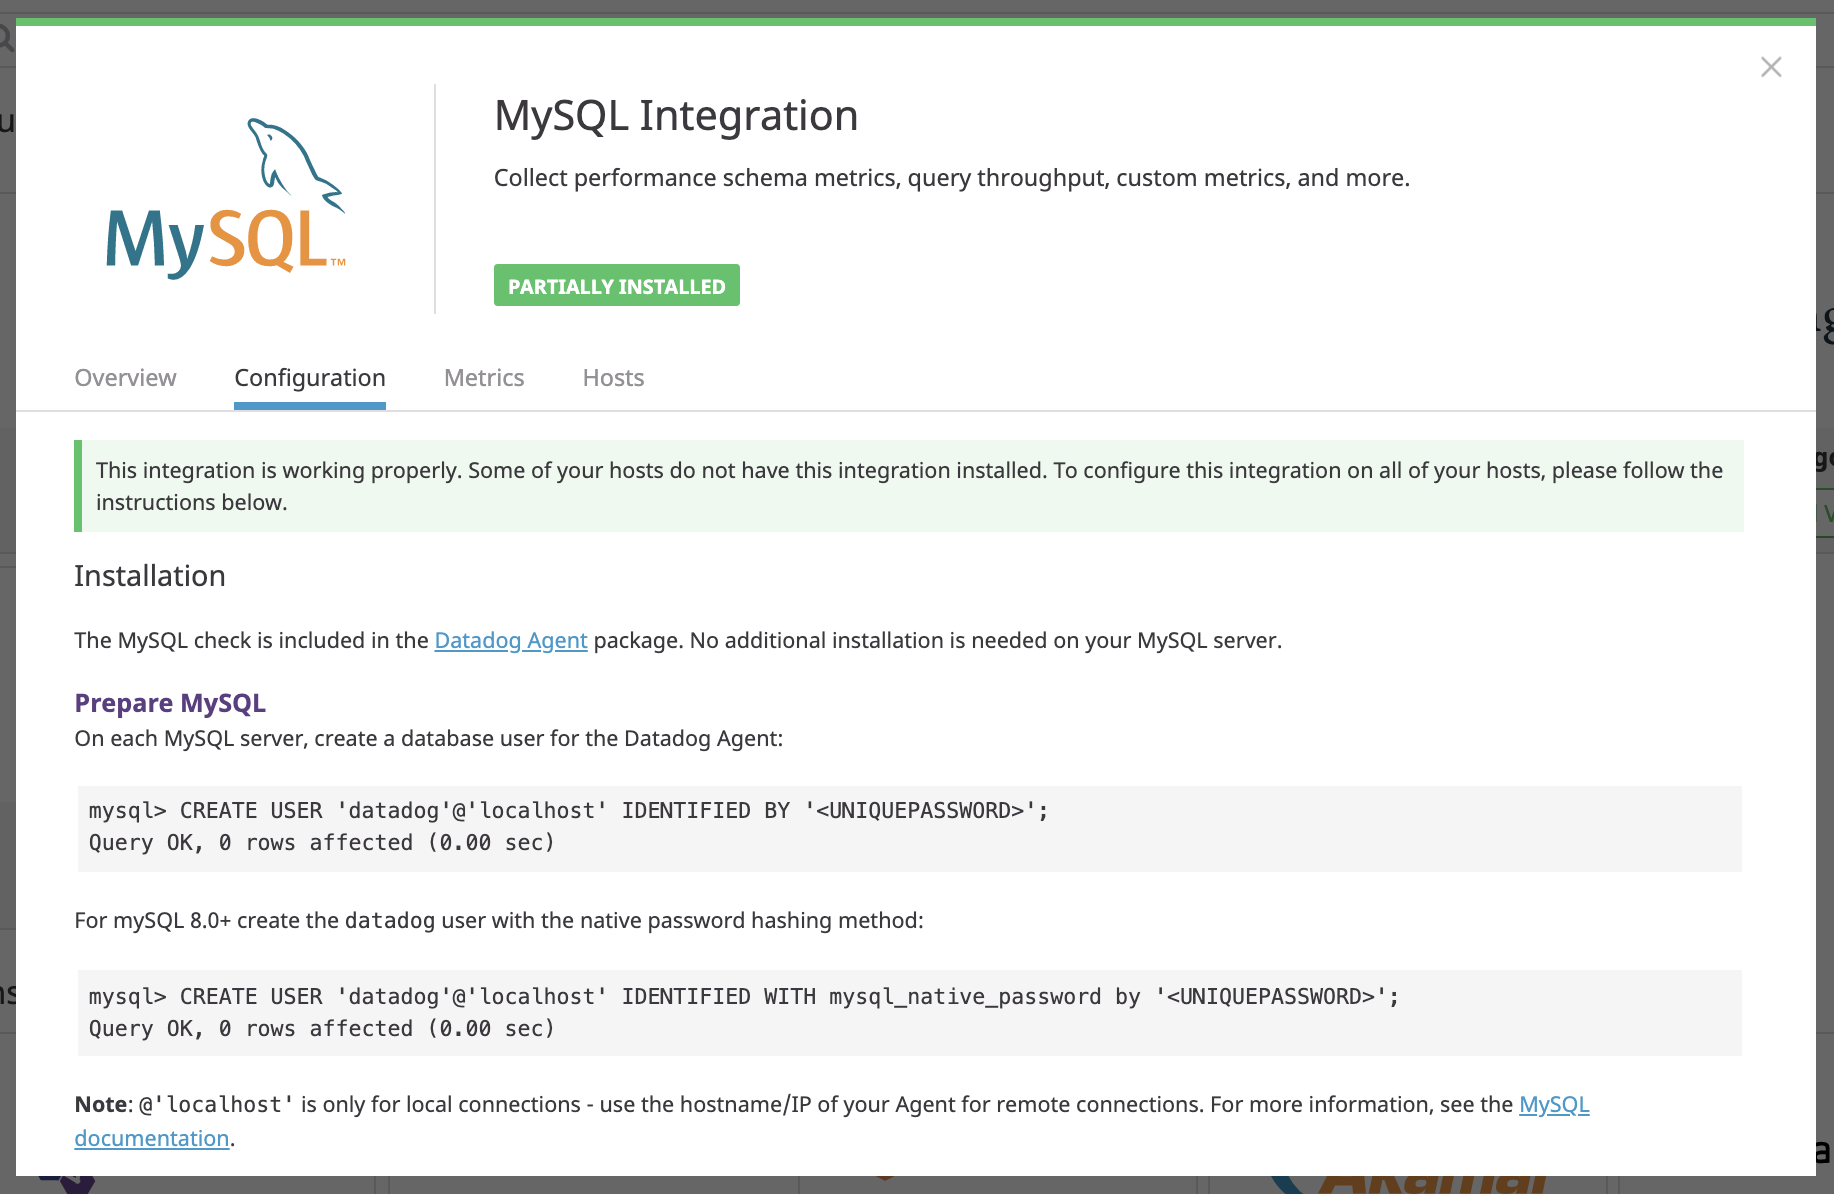 MySQL™
MySQL Integration
Collect performance schema metrics, query throughput, custom metrics, and more.
PARTIALLY INSTALLED
Overview Configuration Metrics Hosts
This integration is working properly. Some of your hosts do not have this integration installed. To configure this integration on all of your hosts, please follow the
instructions below.
Installation
The MySQL check is included in the Datadog Agent package. No additional installation is needed on your MySQL server.
Prepare MySQL
On each MySQL server, create a database user for the Datadog Agent:
mysql> CREATE USER 'datadog'@'localhost' IDENTIFIED BY '<UNIQUEPASSWORD>';
Query OK, 0 rows affected (0.00 sec)
For mySQL 8.0+ create the datadog user with the native password hashing method:
mysql> CREATE USER 'datadog'@'localhost' IDENTIFIED WITH mysql_native_password by '<UNIQUEPASSWORD>';
Query OK, 0 rows affected (0.00 sec)
Note: @'localhost' is only for local connections - use the hostname/IP of your Agent for remote connections. For more information, see the MySQL
documentation.